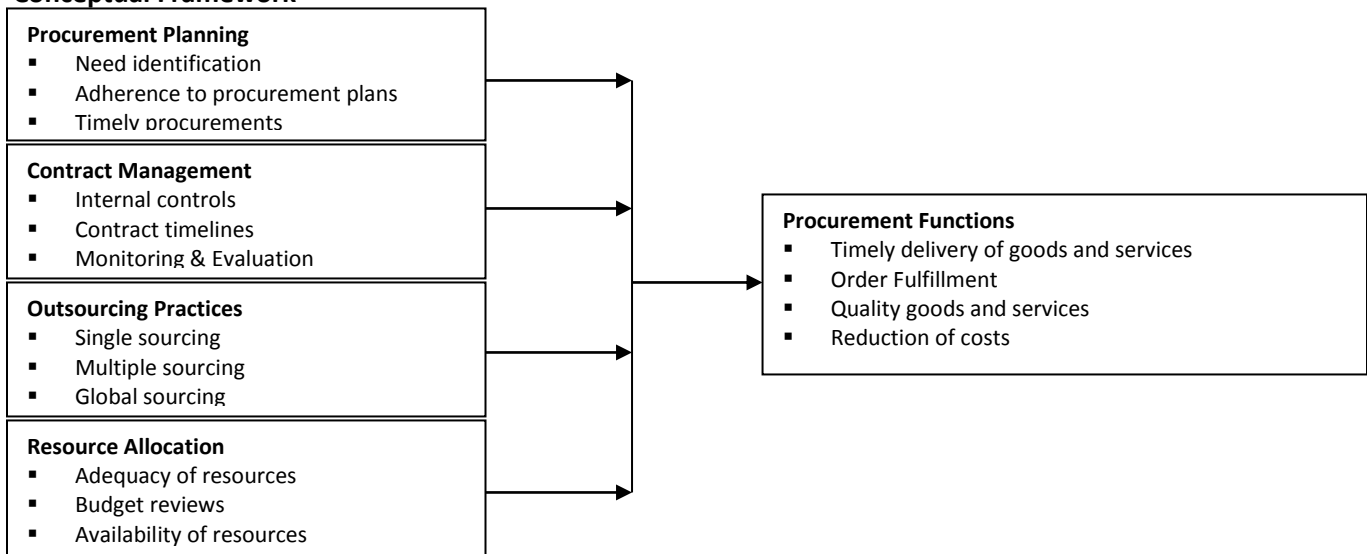 Conceptual Framework
Procurement Planning
▪ Need identification
▪ Adherence to procurement plans
▪ Timely procurements
Contract Management
▪ Internal controls
▪ Contract timelines
▪ Monitoring & Evaluation
Outsourcing Practices
▪ Single sourcing
▪ Multiple sourcing
▪ Global sourcing
Resource Allocation
▪ Adequacy of resources
▪ Budget reviews
▪ Availability of resources
Procurement Functions
▪ Timely delivery of goods and services
▪ Order Fulfillment
▪ Quality goods and services
▪ Reduction of costs